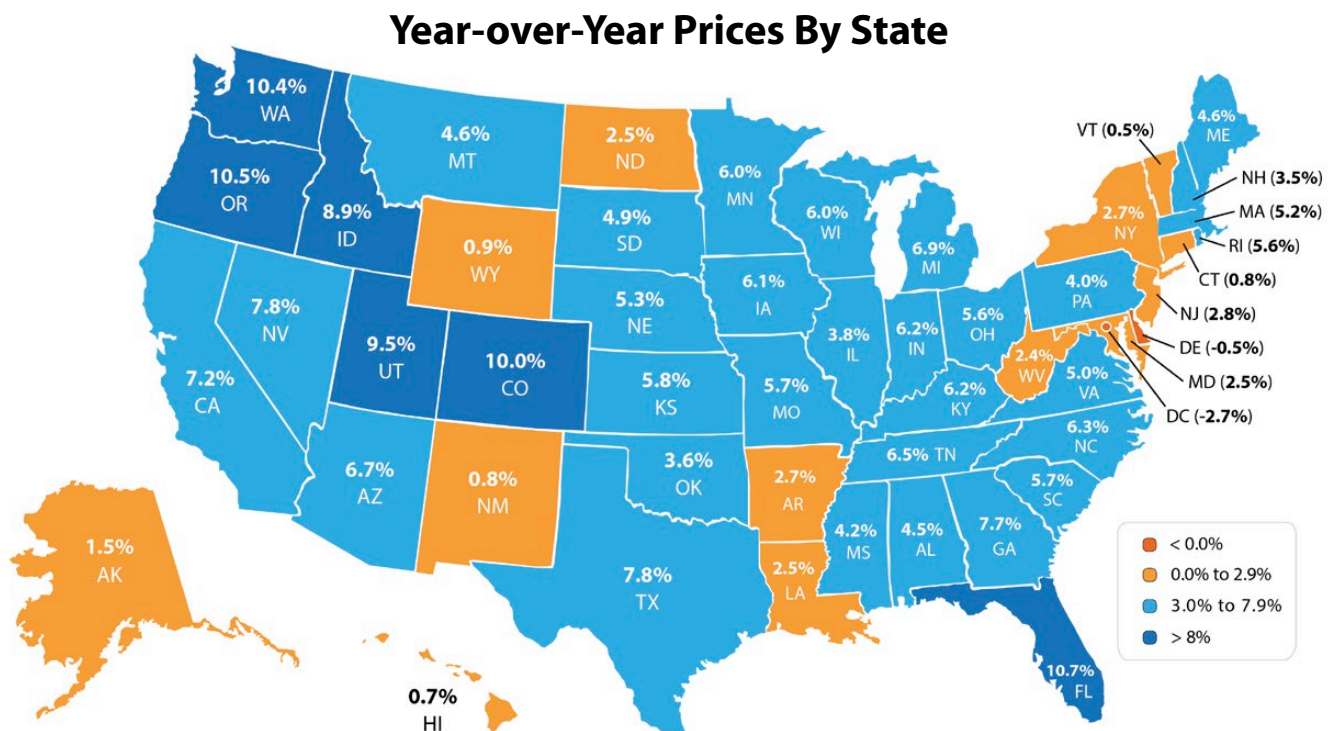 Year-over-Year Prices By State
10.4%
WA
10.5%
OR
8.9%
ID
4.6%
MT
2.5%
ND
6.0%
MN
4.9%
SD
0.9%
WY
6.0%
WI
6.9%
MI
4.6%
ME
VT (0.5%)
NH (3.5%)
MA (5.2%)
RI (5.6%)
CT (0.8%)
NJ (2.8%)
DE (-0.5%)
MD (2.5%)
DC (-2.7%)
2.7%
NY
4.0%
PA
7.2%
CA
7.8%
NV
9.5%
UT
10.0%
CO
5.3%
NE
6.1%
IA
3.8%
IL
6.2%
IN
5.6%
OH
2.4%
WV
5.0%
VA
5.8%
KS
5.7%
MO
6.2%
KY
6.3%
NC
6.5% TN
6.7%
AZ
0.8%
NM
3.6%
OK
2.7%
AR
5.7%
SC
4.2%
MS
4.5%
AL
7.7%
GA
7.8%
TX
2.5%
LA
10.7%
FL
1.5%
AK
0.7%
HI
< 0.0%
0.0% to 2.9%
3.0% to 7.9%
> 8%